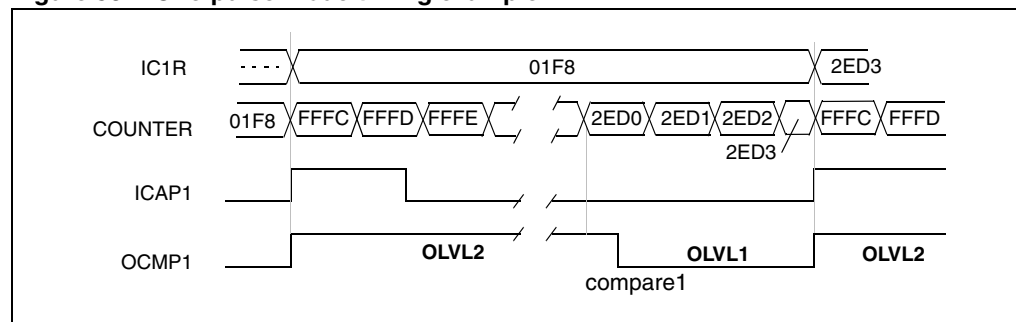 IC1R 01F8 2ED3
COUNTER 01F8 FFFC FFFD FFFE 2ED0 2ED1 2ED2 FFFC FFFD
2ED3
ICAP1
OCMP1 OLVL2 OLVL1 OLVL2
compare1